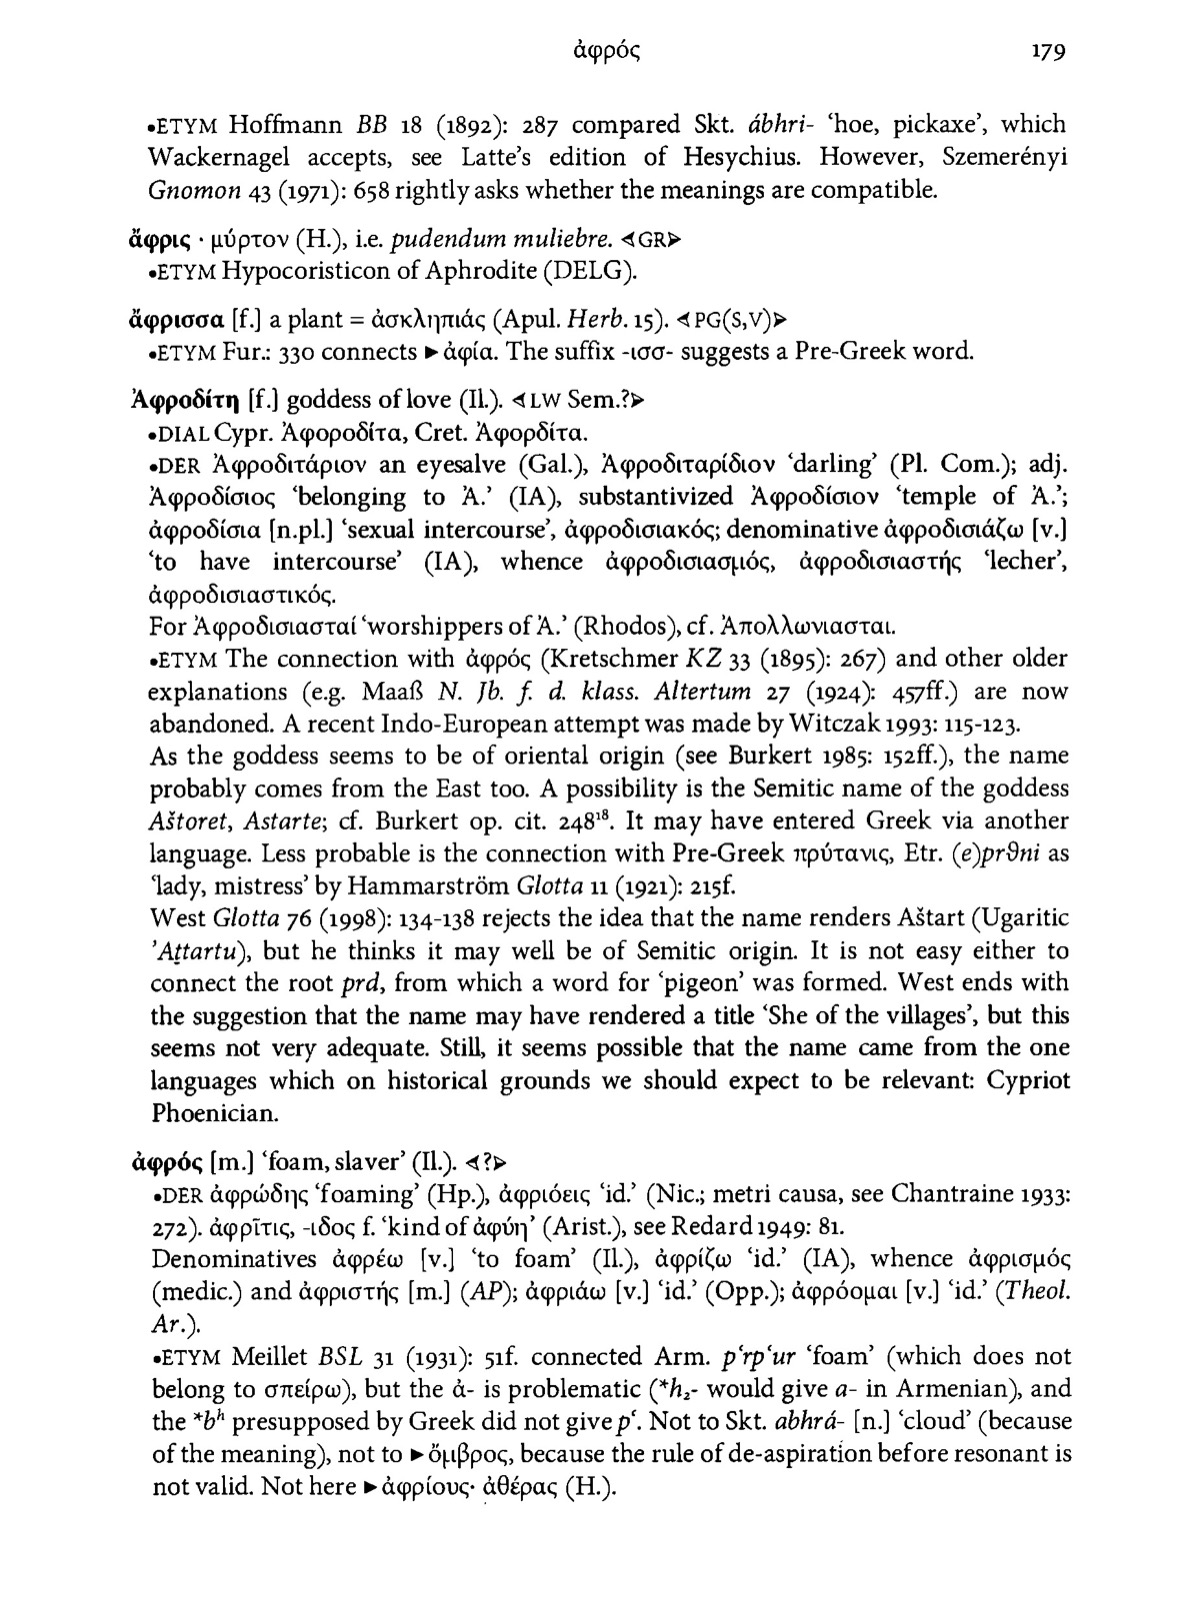 ἀφρός 179
•ETYM Hoffmann BB 18 (1892): 287 compared Skt. ábhri- ‘hoe, pickaxe’, which
Wackernagel accepts, see Latte’s edition of Hesychius. However, Szemerényi
Gnomon 43 (1971): 658 rightly asks whether the meanings are compatible.
ἄφρις · μύρτον (H.), i.e. pudendum muliebre. ⮜GR⮞
•ETYM Hypocoristicon of Aphrodite (DELG).
ἄφρισσα [f.] a plant = ἀσκληπιάς (Apul. Herb. 15). ⮜PG(S,V)⮞
•ETYM Fur.: 330 connects ►ἀφία. The suffix -ισσ- suggests a Pre-Greek word.
Ἀφροδίτη [f.] goddess of love (Il.). ⮜LW Sem.?⮞
•DIAL Cypr. Ἀφοροδίτα, Cret. Ἀφορδίτα.
•DER Ἀφροδιτάριον an eyesalve (Gal.), Ἀφροδιταρίδιον ‘darling’ (Pl. Com.); adj.
Ἀφροδίσιος ‘belonging to Ἀ.’ (IA), substantivized Ἀφροδίσιον ‘temple of Ἀ.’;
ἀφροδίσια [n.pl.] ‘sexual intercourse’, ἀφροδισιακός; denominative ἀφροδισιάζω [v.]
‘to have intercourse’ (IA), whence ἀφροδισιασμός, ἀφροδισιαστής ‘lecher’,
ἀφροδισιαστικός.
For Ἀφροδισιασταί ‘worshippers of Ἀ.’ (Rhodos), cf. Ἀπολλωνιασται.
•ETYM The connection with ἀφρός (Kretschmer KZ 33 (1895): 267) and other older
explanations (e.g. Maaß N. Jb. f. d. klass. Altertum 27 (1924): 457ff.) are now
abandoned. A recent Indo-European attempt was made by Witczak 1993: 115-123.
As the goddess seems to be of oriental origin (see Burkert 1985: 152ff.), the name
probably comes from the East too. A possibility is the Semitic name of the goddess
Aštoret, Astarte; cf. Burkert op. cit. 248¹⁸. It may have entered Greek via another
language. Less probable is the connection with Pre-Greek πρύτανις, Etr. (e)prϑni as
‘lady, mistress’ by Hammarström Glotta 11 (1921): 215f.
West Glotta 76 (1998): 134-138 rejects the idea that the name renders Aštart (Ugaritic
’Aṯtartu), but he thinks it may well be of Semitic origin. It is not easy either to
connect the root prd, from which a word for ‘pigeon’ was formed. West ends with
the suggestion that the name may have rendered a title ‘She of the villages’, but this
seems not very adequate. Still, it seems possible that the name came from the one
languages which on historical grounds we should expect to be relevant: Cypriot
Phoenician.
ἀφρός [m.] ‘foam, slaver’ (Il.). ⮜?⮞
•DER ἀφρώδης ‘foaming’ (Hp.), ἀφριόεις ‘id.’ (Nic.; metri causa, see Chantraine 1933:
272). ἀφρῖτις, -ιδος f. ‘kind of ἀφύη’ (Arist.), see Redard 1949: 81.
Denominatives ἀφρέω [v.] ‘to foam’ (Il.), ἀφρίζω ‘id.’ (IA), whence ἀφρισμός
(medic.) and ἀφριστής [m.] (AP); ἀφριάω [v.] ‘id.’ (Opp.); ἀφρόομαι [v.] ‘id.’ (Theol.
Ar.).
•ETYM Meillet BSL 31 (1931): 51f. connected Arm. pʿrpʿur ‘foam’ (which does not
belong to σπείρω), but the ἀ- is problematic (*h₂- would give a- in Armenian), and
the *bʰ presupposed by Greek did not give pʿ. Not to Skt. abhrá- [n.] ‘cloud’ (because
of the meaning), not to ►ὄμβρος, because the rule of de-aspiration before resonant is
not valid. Not here ►ἀφρίους· ἀθέρας (H.).